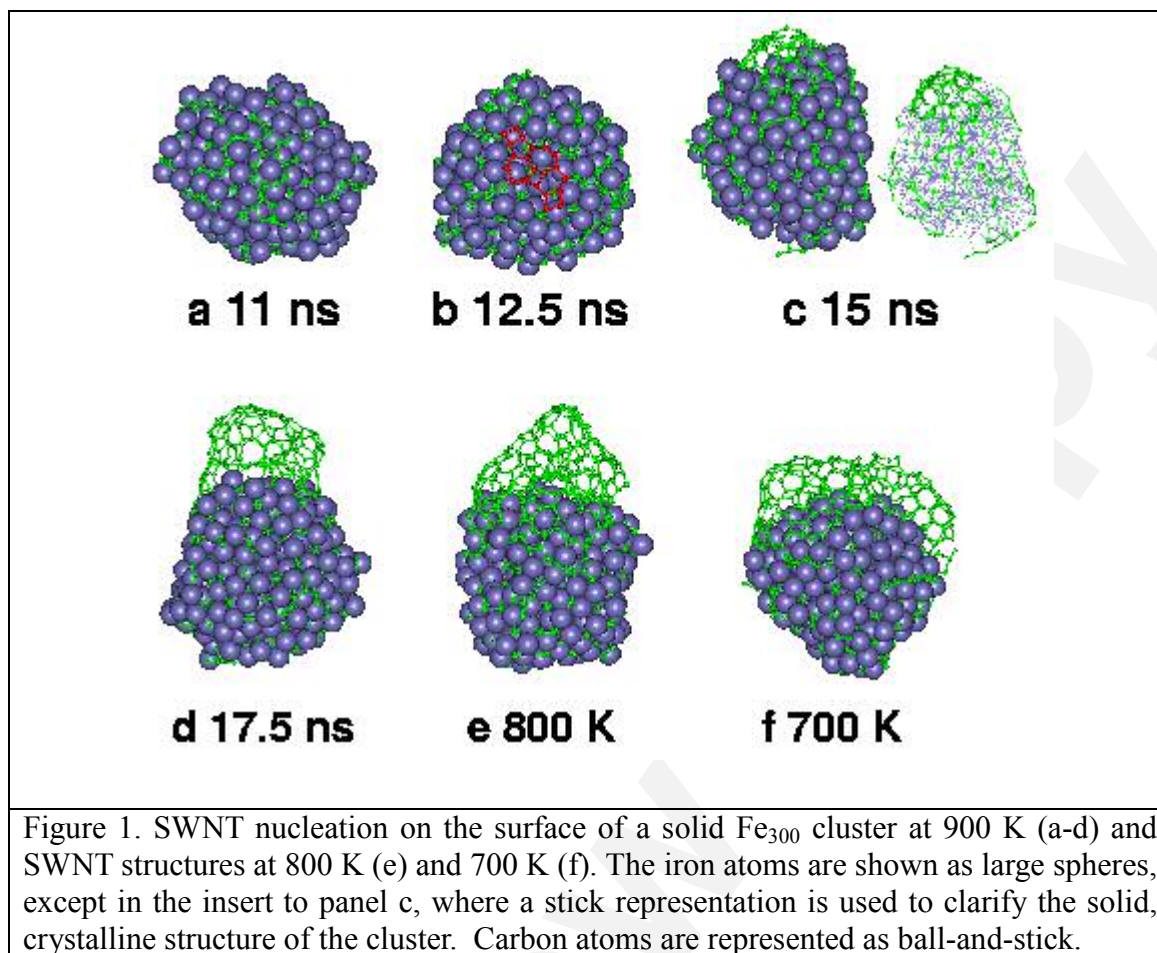 a 11 ns
b 12.5 ns
c 15 ns
d 17.5 ns
e 800 K
f 700 K
Figure 1. SWNT nucleation on the surface of a solid Fe₃₀₀ cluster at 900 K (a-d) and
SWNT structures at 800 K (e) and 700 K (f). The iron atoms are shown as large spheres,
except in the insert to panel c, where a stick representation is used to clarify the solid,
crystalline structure of the cluster.  Carbon atoms are represented as ball-and-stick.